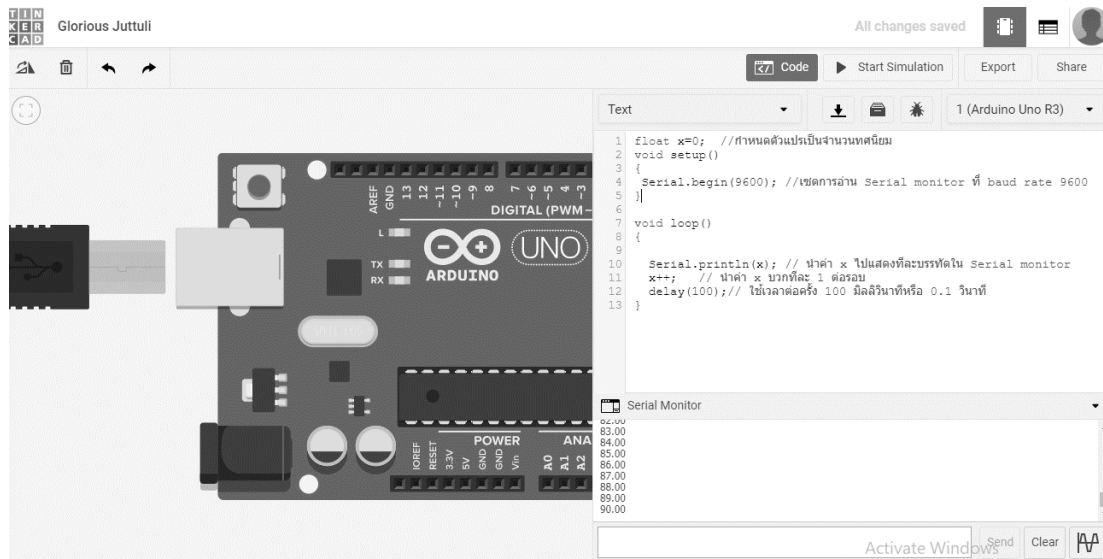 TIN
KER
CAD
Glorious Juttuli
All changes saved
Code
Start Simulation
Export
Share
Text
1 (Arduino Uno R3)
1 float x=0; //กำหนดตัวแปรเป็นจำนวนทศนิยม
2 void setup()
3 {
4 Serial.begin(9600); //เซตการอ่าน Serial monitor ที่ baud rate 9600
5 }
6
7 void loop()
8 {
9
10 Serial.println(x); // นำค่า x ไปแสดงทีละบรรทัดใน Serial monitor
11 x++; // นำค่า x บวกทีละ 1 ต่อรอบ
12 delay(100);// ใช้เวลาต่อครั้ง 100 มิลลิวินาทีหรือ 0.1 วินาที
13 }
AREF
GND
13
12
~11
~10
~9
8
7
~6
~5
4
~3
DIGITAL (PWM~
L
TX
RX
UNO
ARDUINO
IOREF
RESET
3.3V
5V
GND
GND
Vin
POWER
ANA
A0
A1
A2
Serial Monitor
82.00
83.00
84.00
85.00
86.00
87.00
88.00
89.00
90.00
Activate Windows
Send
Clear